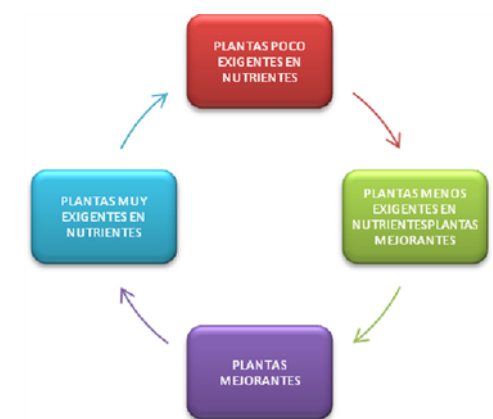 PLANTAS POCO
EXIGENTES EN
NUTRIENTES
PLANTAS MENOS
EXIGENTES EN
NUTRIENTESPLANTAS
MEJORANTES
PLANTAS
MEJORANTES
PLANTAS MUY
EXIGENTES EN
NUTRIENTES